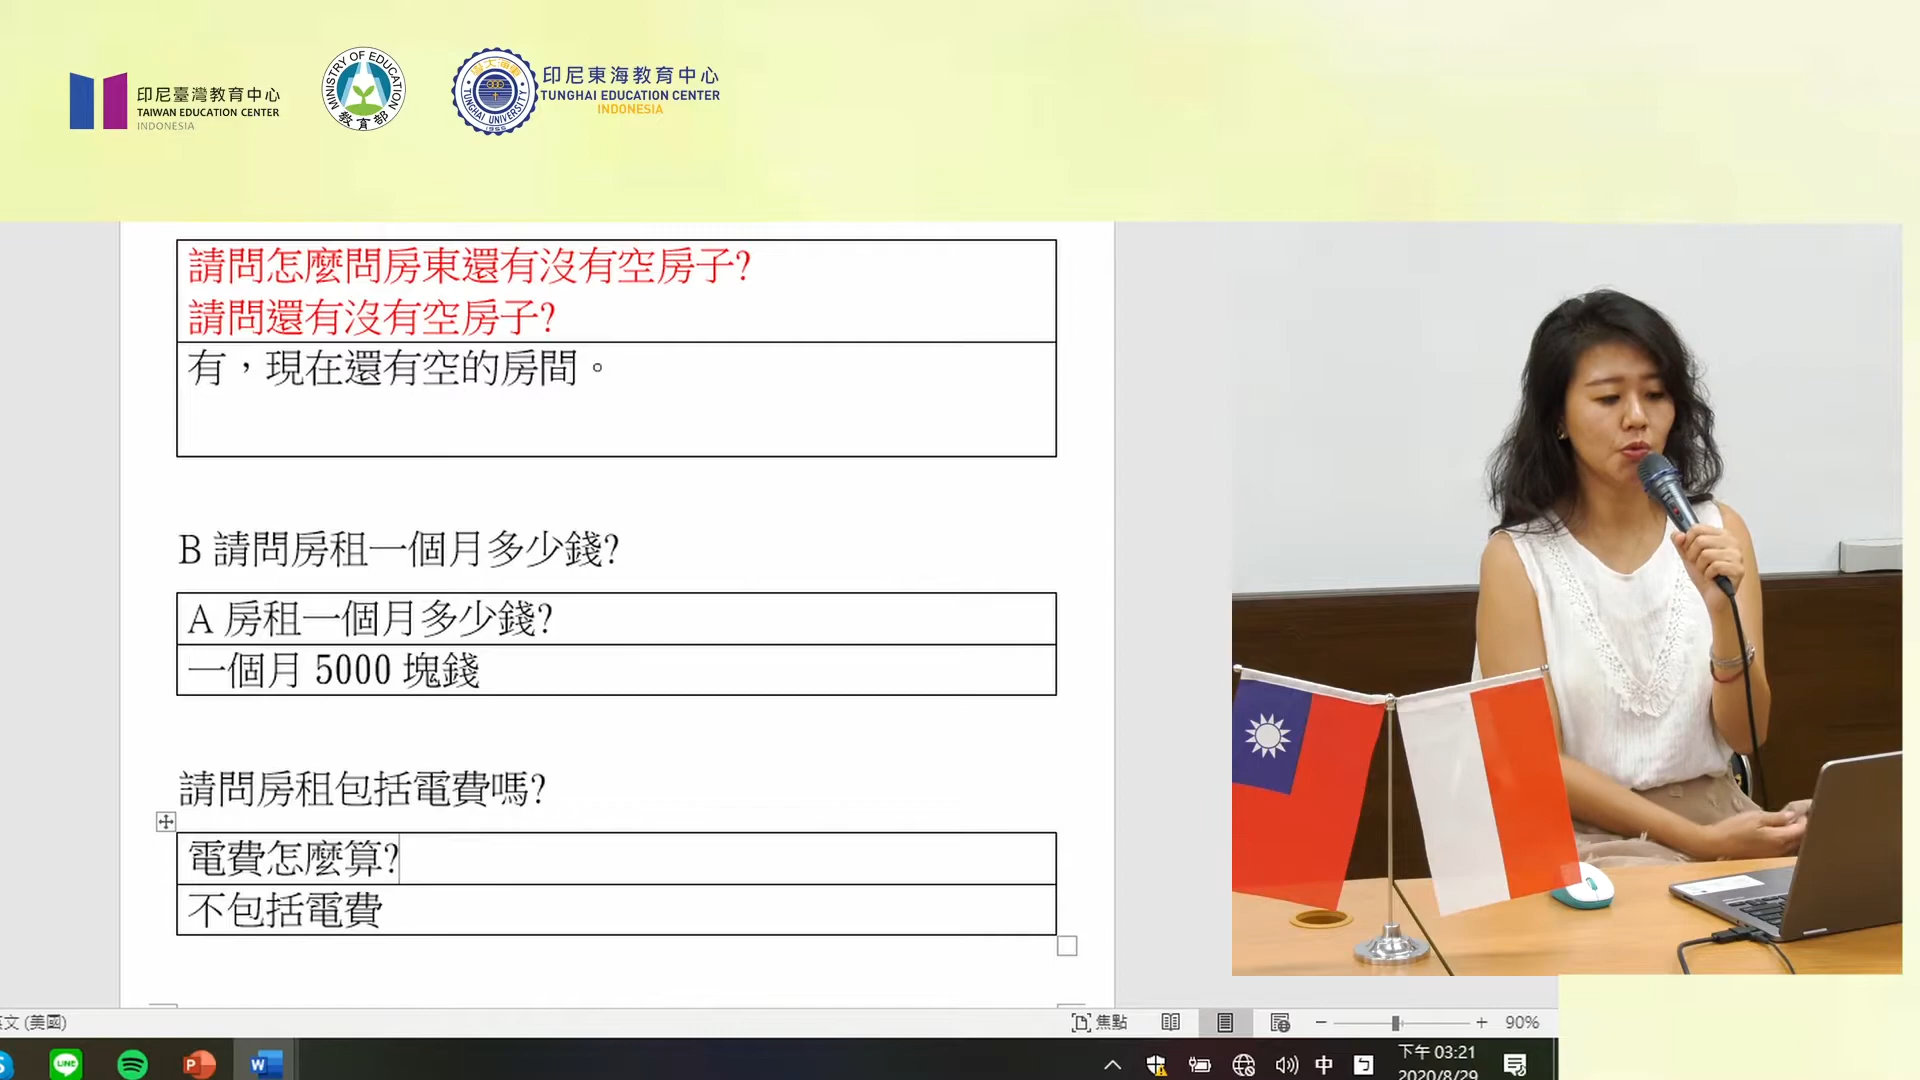 印尼臺灣教育中心
TAIWAN EDUCATION CENTER
INDONESIA
MINISTRY OF EDUCATION
教育部
TUNGHAI UNIVERSITY
1955
印尼東海教育中心
TUNGHAI EDUCATION CENTER
INDONESIA
請問怎麼問房東還有沒有空房子?
請問還有沒有空房子?
有，現在還有空的房間。
B 請問房租一個月多少錢?
A 房租一個月多少錢?
一個月 5000 塊錢
請問房租包括電費嗎?
電費怎麼算?
不包括電費
文 (美國)
焦點
90%
LINE
P
W
中
ㄅ
下午 03:21
2020/8/29